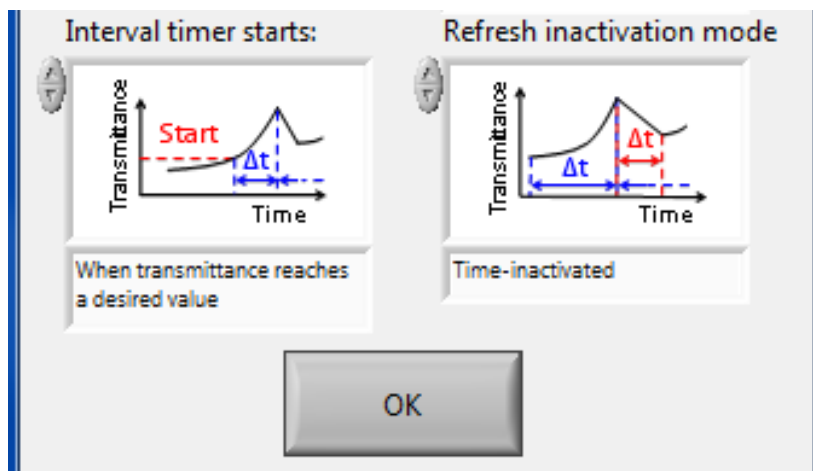 Interval timer starts:
Refresh inactivation mode
Transmittance
Start
Δt
Time
Transmittance
Δt
Δt
Time
When transmittance reaches
a desired value
Time-inactivated
OK